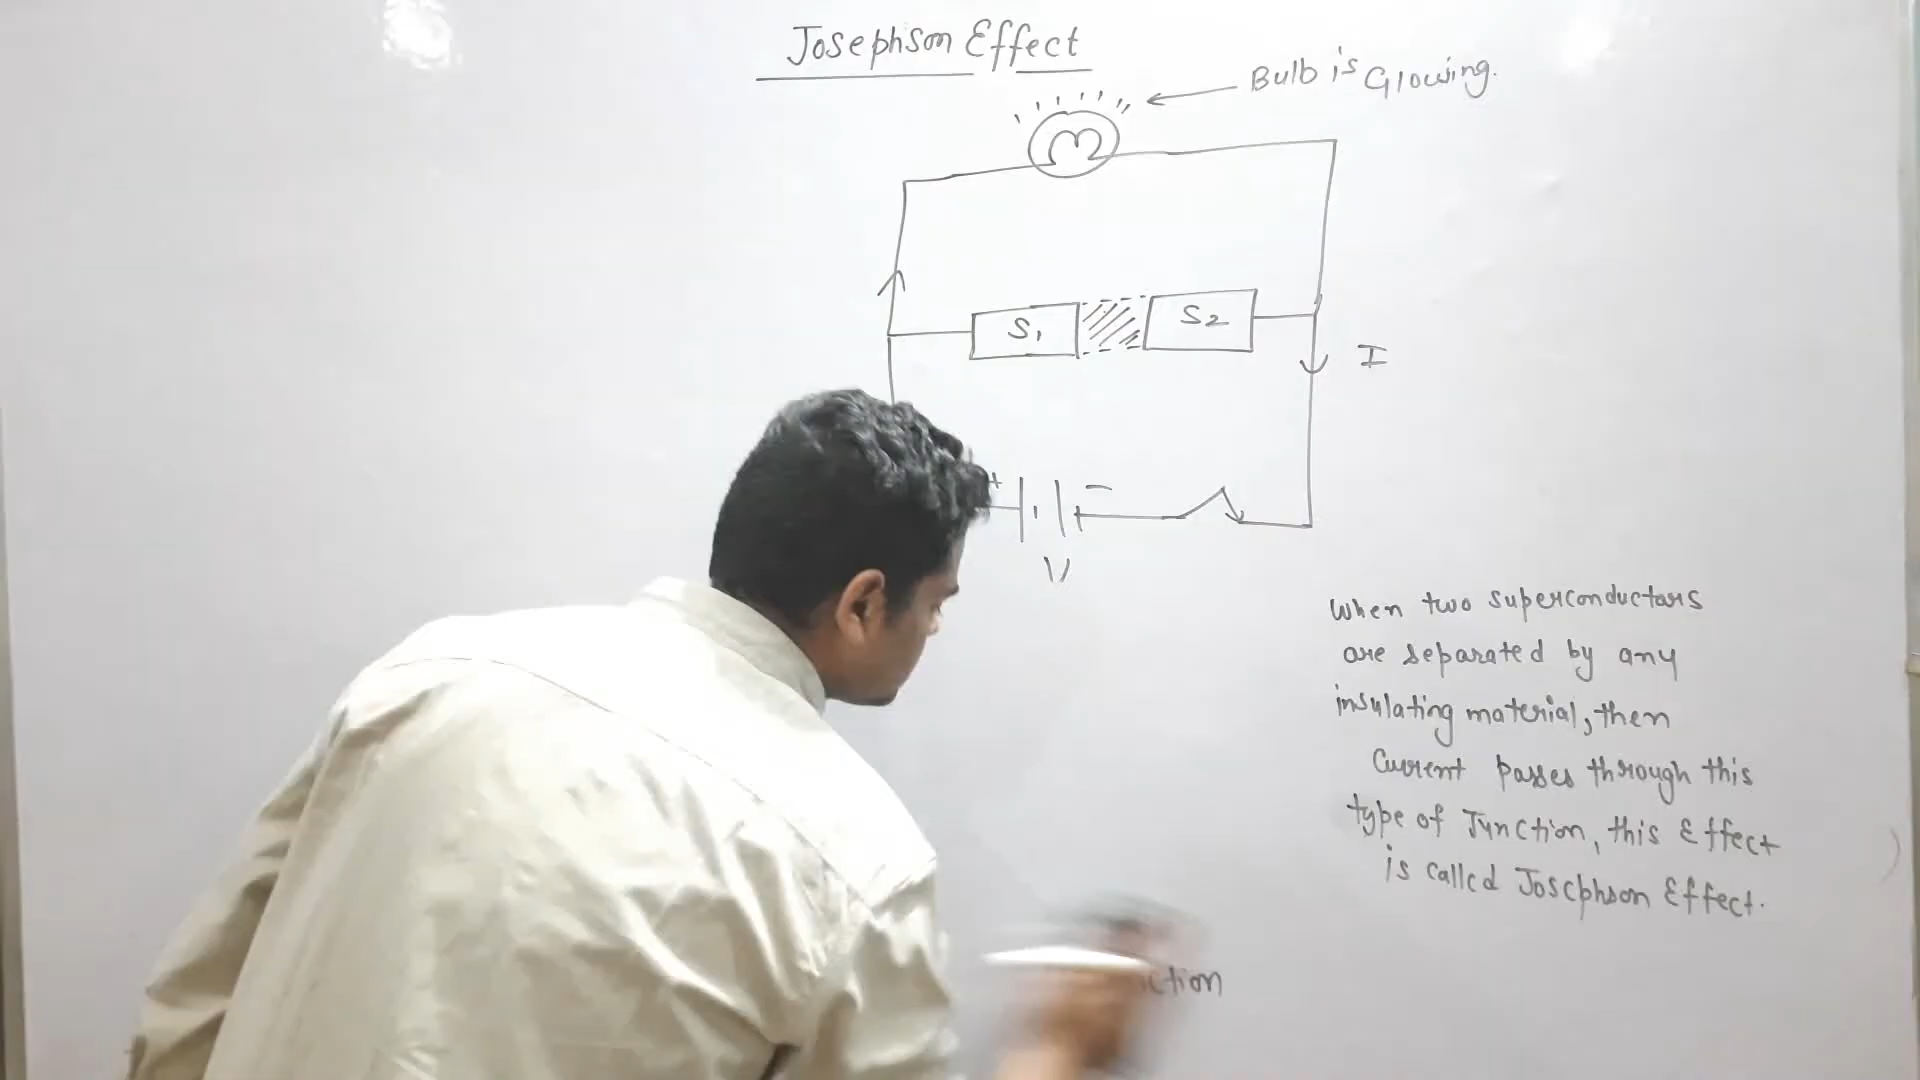 Josephson Effect
Bulb is Glowing.
S1
S2
I
+
−
V
When two superconductors
are separated by any
insulating material, then
Current passes through this
type of Junction, this Effect
is called Josephson Effect.